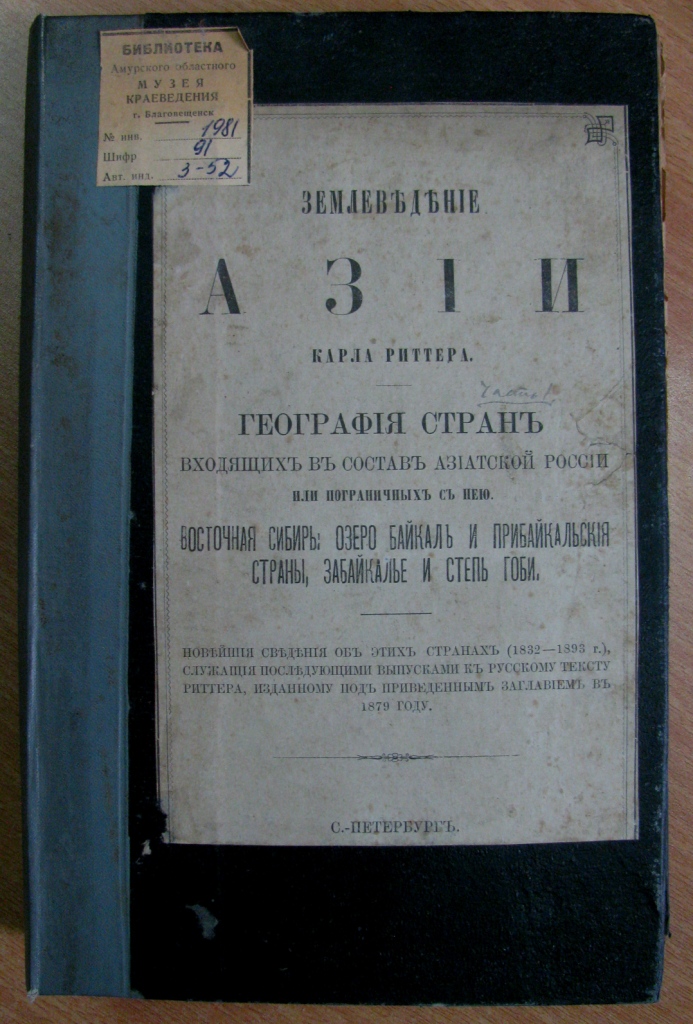 БИБЛИОТЕКА
Амурского областного
МУЗЕЯ
КРАЕВЕДЕНИЯ
г. Благовещенск
№ инв. 1981
Шифр 91
Авт. инд. 3-52
ЗЕМЛЕВѢДѢНІЕ
АЗІИ
КАРЛА РИТТЕРА.
ГЕОГРАФІЯ СТРАНЪ
ВХОДЯЩИХЪ ВЪ СОСТАВЪ АЗІАТСКОЙ РОССІИ
ИЛИ ПОГРАНИЧНЫХЪ СЪ НЕЮ.
ВОСТОЧНАЯ СИБИРЬ: ОЗЕРО БАЙКАЛЪ И ПРИБАЙКАЛЬСКІЯ
СТРАНЫ, ЗАБАЙКАЛЬЕ И СТЕПЬ ГОБИ.
НОВѢЙШІЯ СВѢДѢНІЯ ОБЪ ЭТИХЪ СТРАНАХЪ (1832—1893 г.),
СЛУЖАЩІЯ ПОСЛѢДУЮЩИМИ ВЫПУСКАМИ КЪ РУССКОМУ ТЕКСТУ
РИТТЕРА, ИЗДАННОМУ ПОДЪ ПРИВЕДЕННЫМЪ ЗАГЛАВІЕМЪ ВЪ
1879 ГОДУ.
С.-ПЕТЕРБУРГЪ.